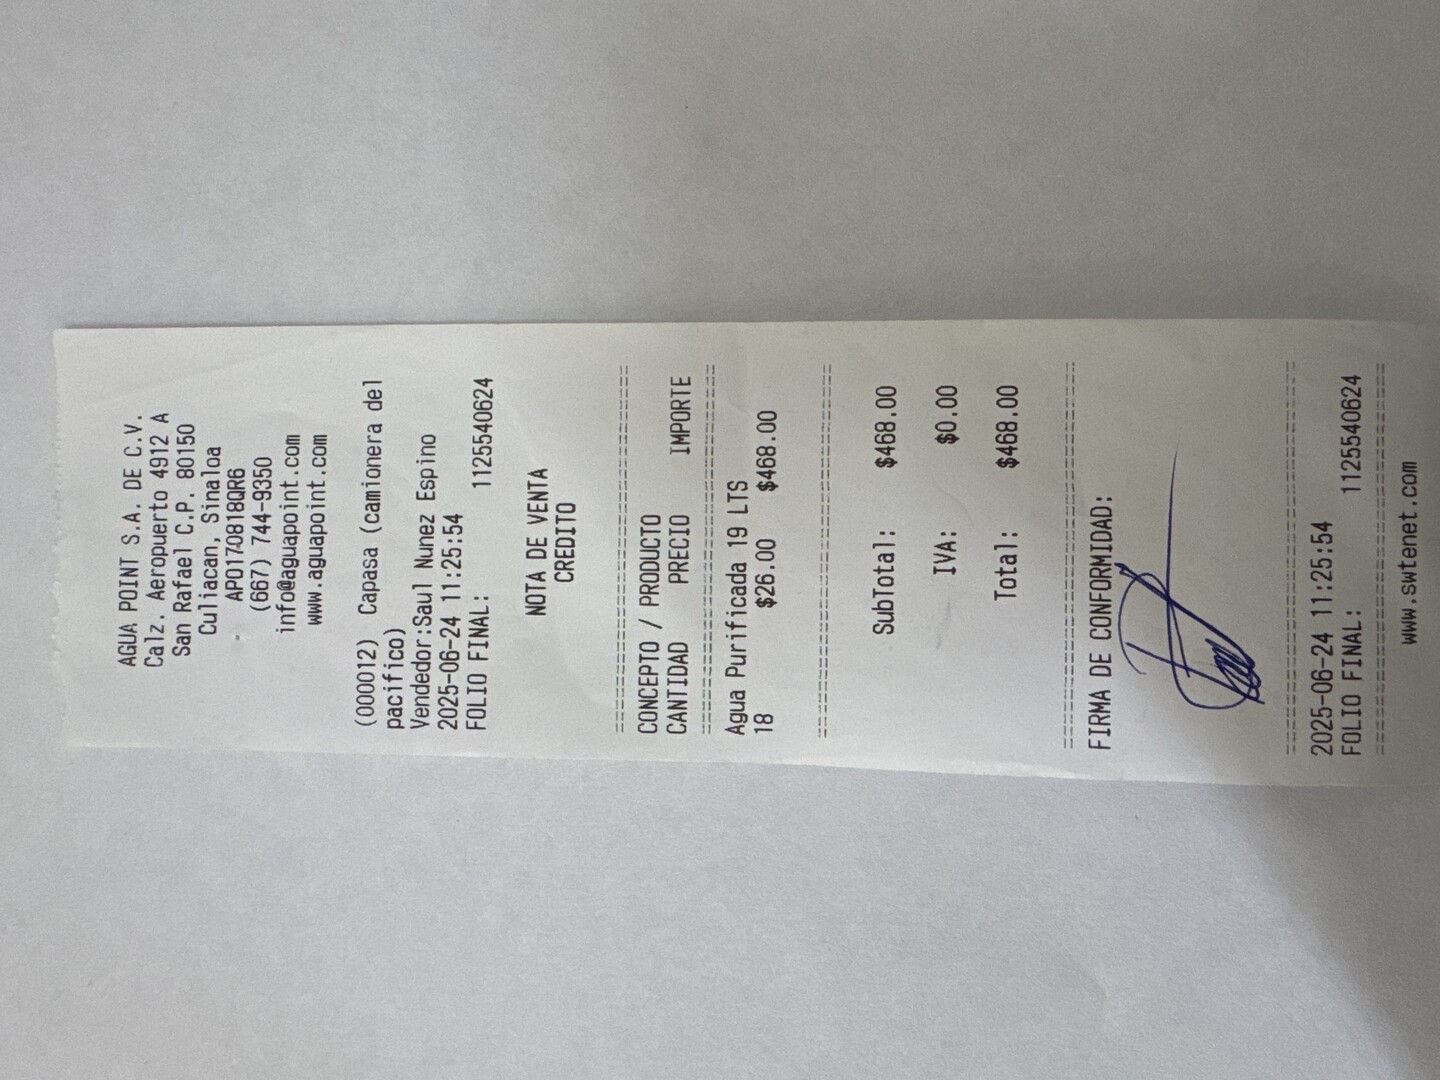 AGUA POINT S.A. DE C.V.
Calz. Aeropuerto 4912 A
San Rafael C.P. 80150
Culiacan, Sinaloa
APO170818QR6
(667) 744-9350
info@aguapoint.com
www.aguapoint.com
(000012) Capasa (camionera del
pacifico)
Vendedor:Saul Nunez Espino
2025-06-24 11:25:54
FOLIO FINAL: 1125540624
NOTA DE VENTA
CREDITO
CONCEPTO / PRODUCTO
CANTIDAD PRECIO IMPORTE
Agua Purificada 19 LTS
18 $26.00 $468.00
SubTotal: $468.00
IVA: $0.00
Total: $468.00
FIRMA DE CONFORMIDAD:
2025-06-24 11:25:54
FOLIO FINAL: 1125540624
www.swtenet.com